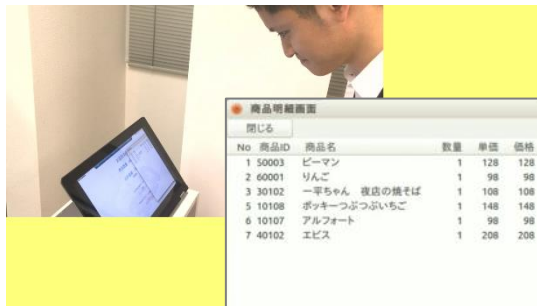 商品明細画面
閉じる
No 商品ID 商品名 数量 単価 価格
1 50003 ピーマン 1 128 128
2 60001 りんご 1 98 98
3 30102 一平ちゃん 夜店の焼そば 1 108 108
5 10108 ポッキーつぶつぶいちご 1 148 148
6 10107 アルフォート 1 98 98
7 40102 エビス 1 208 208